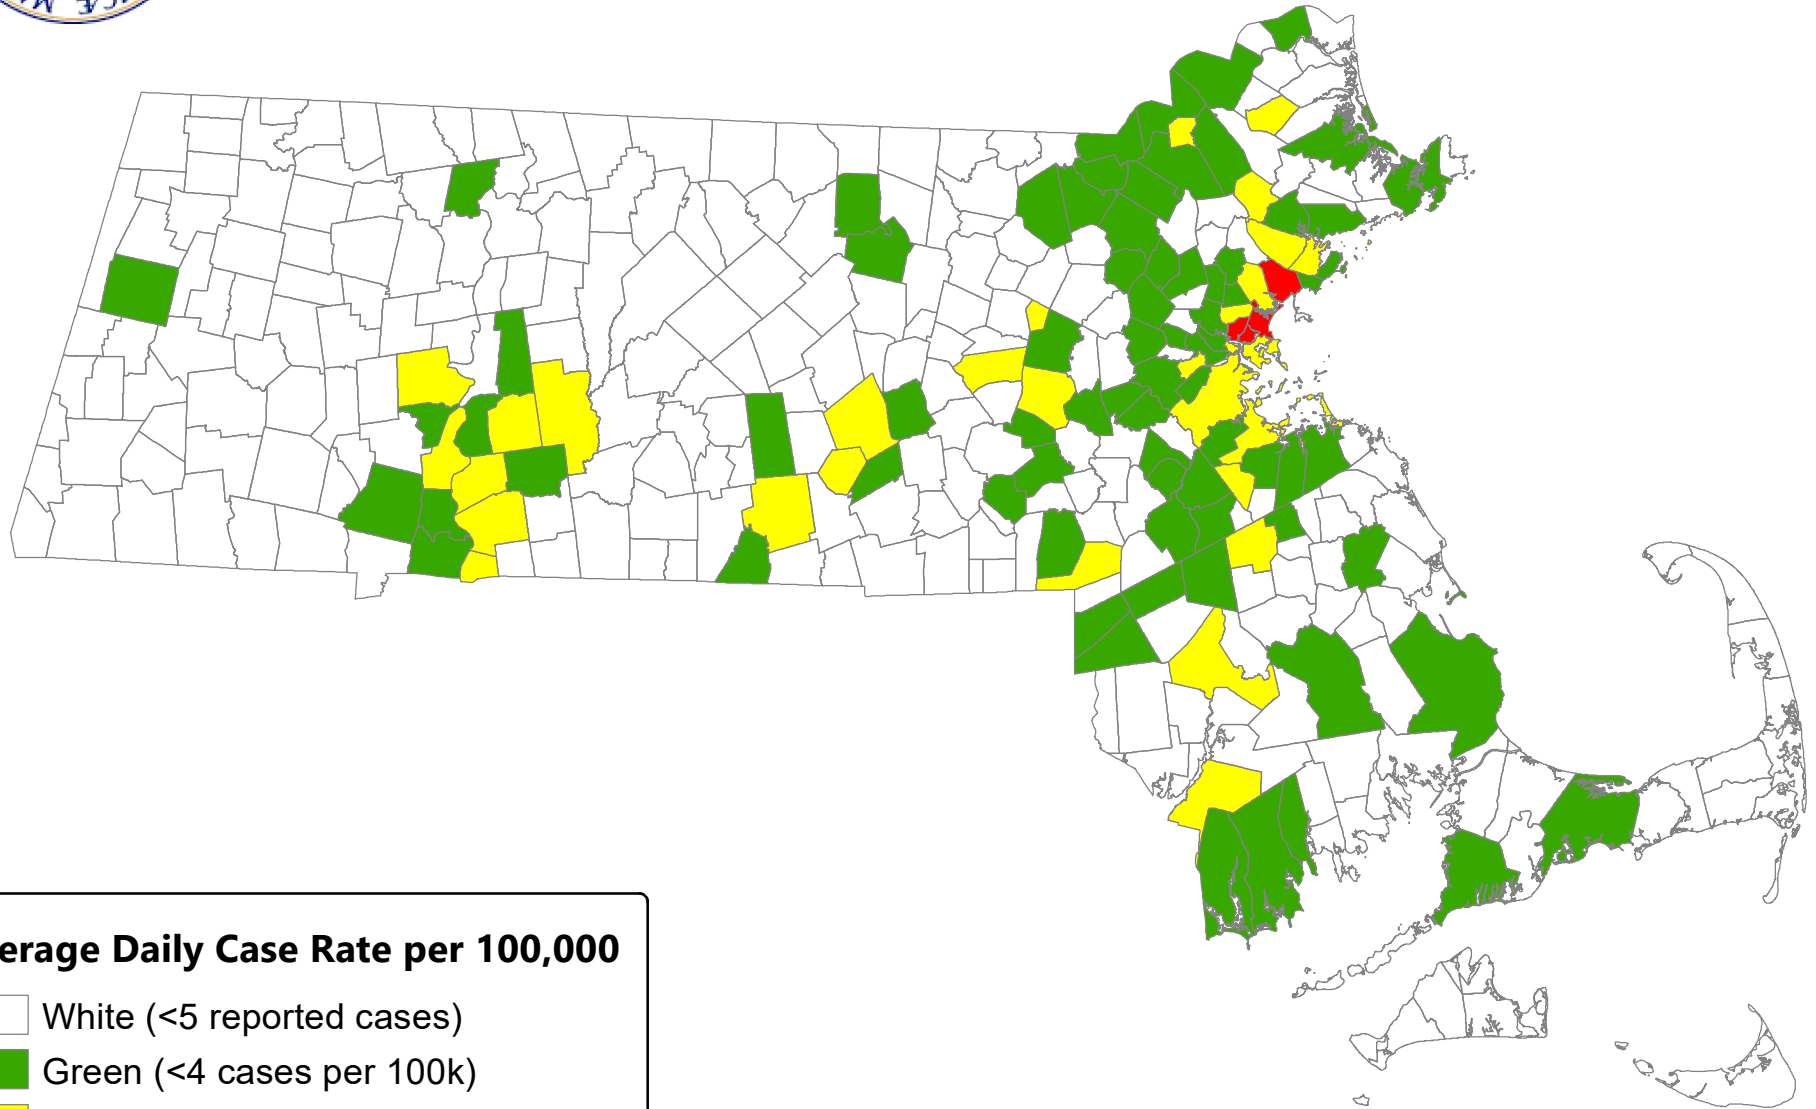 erage Daily Case Rate per 100,000
White (<5 reported cases)
Green (<4 cases per 100k)